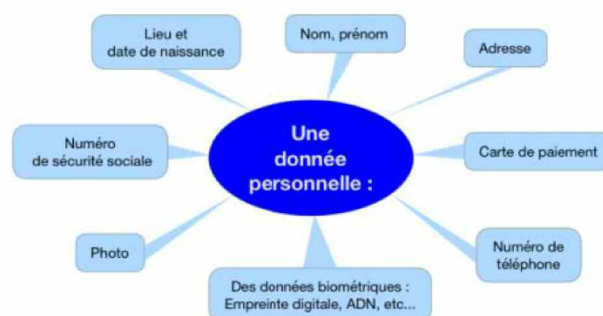 Lieu et
date de naissance
Nom, prénom
Adresse
Numéro
de sécurité sociale
Une
donnée
personnelle :
Carte de paiement
Photo
Des données biométriques :
Empreinte digitale, ADN, etc...
Numéro de
téléphone